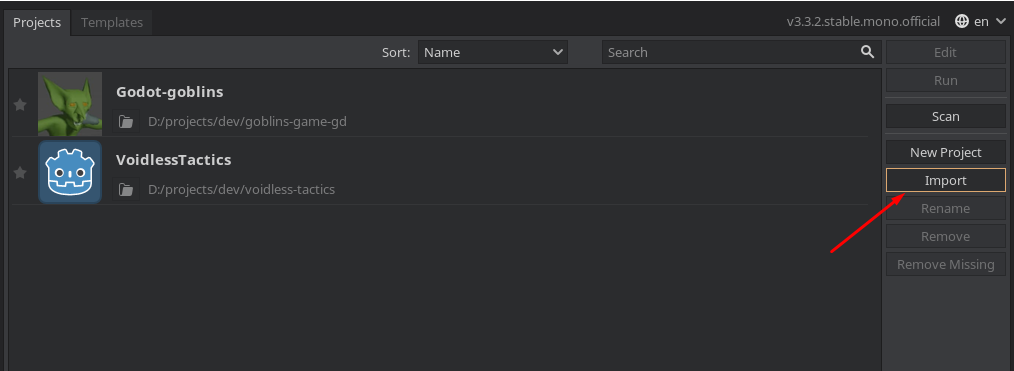 Projects Templates v3.3.2.stable.mono.official en
Sort: Name Search Edit
Run
Godot-goblins
D:/projects/dev/goblins-game-gd
Scan
VoidlessTactics
D:/projects/dev/voidless-tactics
New Project
Import
Rename
Remove
Remove Missing